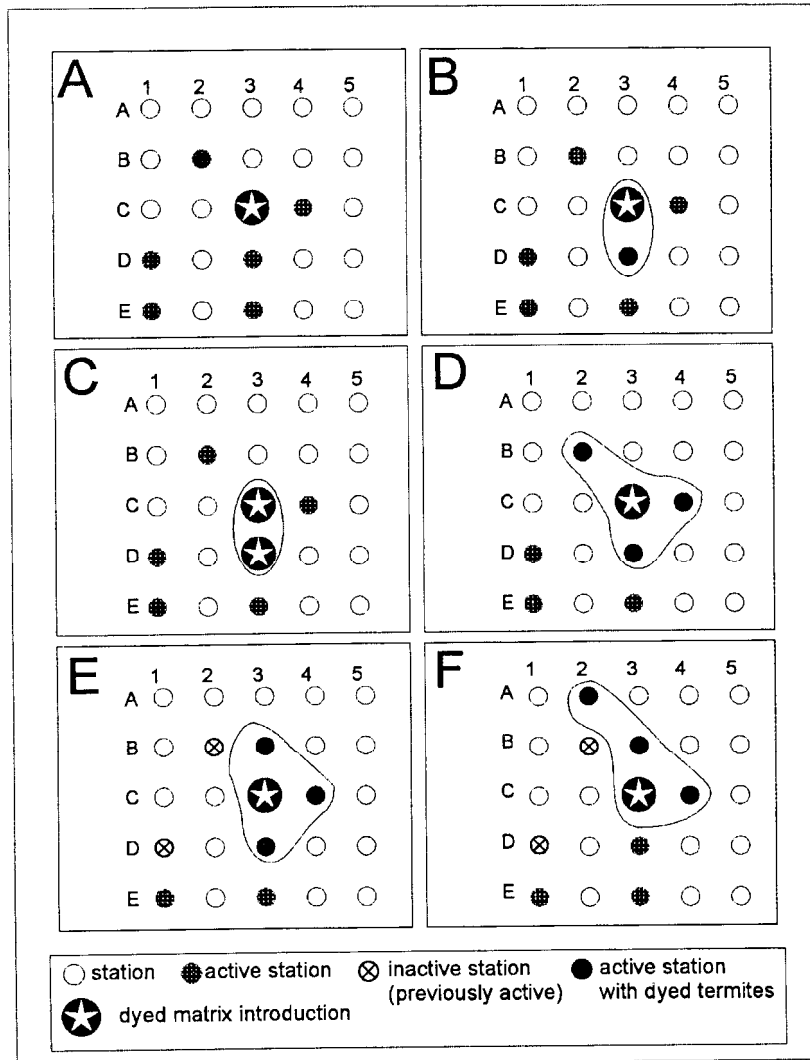 A
1 2 3 4 5
A
B
C
D
E
B
1 2 3 4 5
A
B
C
D
E
C
1 2 3 4 5
A
B
C
D
E
D
1 2 3 4 5
A
B
C
D
E
E
1 2 3 4 5
A
B
C
D
E
F
1 2 3 4 5
A
B
C
D
E
station active station inactive station active station
(previously active) with dyed termites
dyed matrix introduction